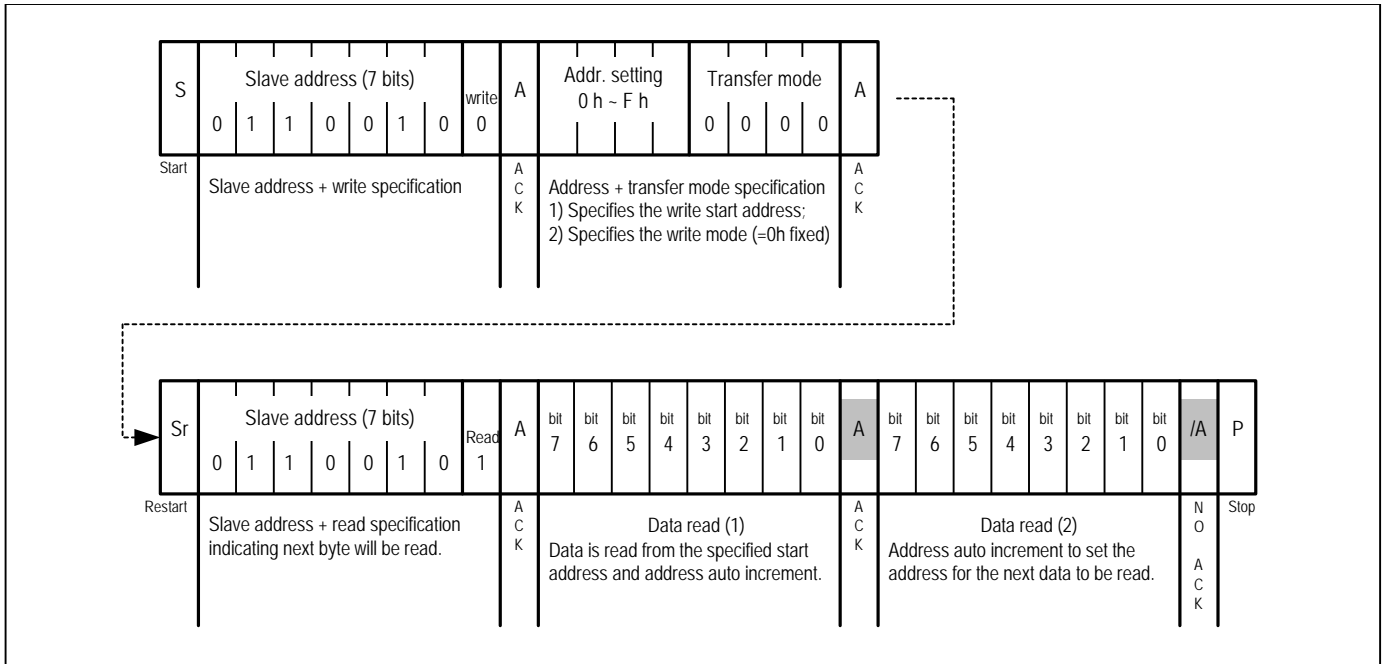 S Slave address (7 bits) write A Addr. setting Transfer mode A
0 1 1 0 0 1 0 0 0 h ~ F h 0 0 0 0
Start
Slave address + write specification
A C K
Address + transfer mode specification
1) Specifies the write start address;
2) Specifies the write mode (=0h fixed)
A C K
Sr Slave address (7 bits) Read A bit bit bit bit bit bit bit bit A bit bit bit bit bit bit bit bit /A P
0 1 1 0 0 1 0 1 7 6 5 4 3 2 1 0 7 6 5 4 3 2 1 0
Restart
Slave address + read specification
indicating next byte will be read.
A C K
Data read (1)
Data is read from the specified start
address and address auto increment.
A C K
Data read (2)
Address auto increment to set the
address for the next data to be read.
N O A C K
Stop